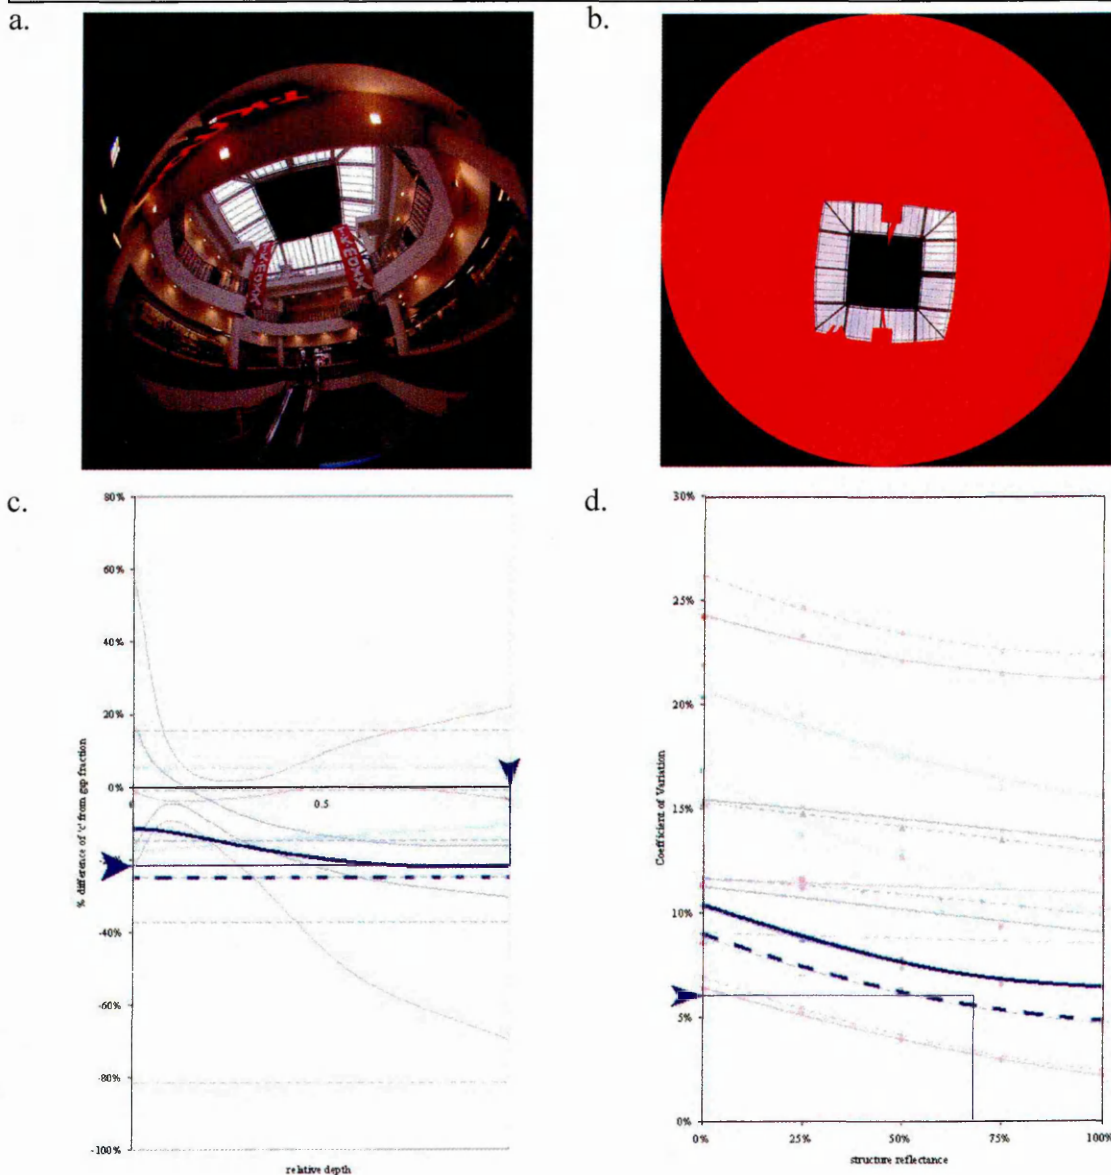 a.
b.
c.
80%
60%
40%
20%
0%
0
0.5
-40%
-60%
-80%
-100%
% difference of 'c' from gap fraction
relative depth
d.
30%
25%
20%
15%
10%
5%
0%
0%
25%
50%
75%
100%
Coefficient of Variation
structure reflectance